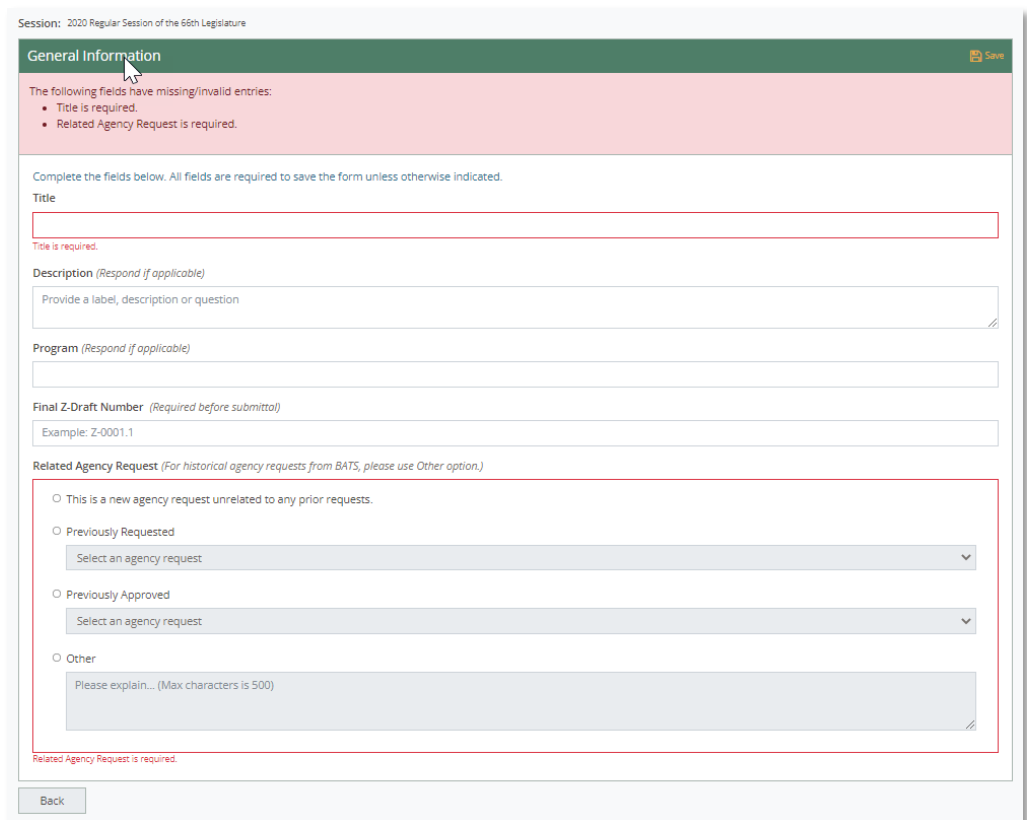 Session: 2020 Regular Session of the 66th Legislature
General Information
Save
The following fields have missing/invalid entries:
• Title is required.
• Related Agency Request is required.
Complete the fields below. All fields are required to save the form unless otherwise indicated.
Title
Title is required.
Description (Respond if applicable)
Provide a label, description or question
Program (Respond if applicable)
Final Z-Draft Number (Required before submittal)
Example: Z-0001.1
Related Agency Request (For historical agency requests from BATS, please use Other option.)
This is a new agency request unrelated to any prior requests.
Previously Requested
Select an agency request
Previously Approved
Select an agency request
Other
Please explain... (Max characters is 500)
Related Agency Request is required.
Back